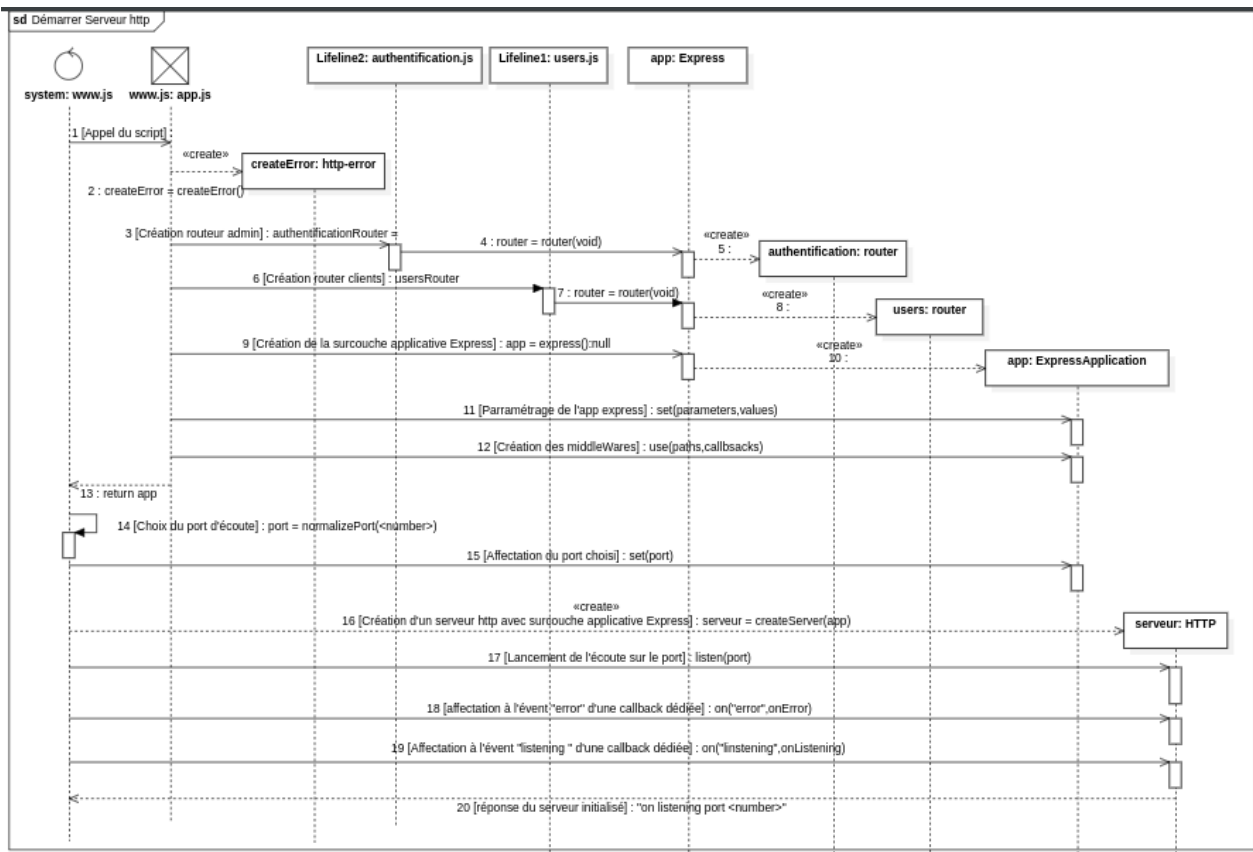 sd Démarrer Serveur http
Lifeline2: authentification.js
Lifeline1: users.js
app: Express
system: www.js
www.js: app.js
1 [Appel du script]
«create»
createError: http-error
2 : createError = createError()
3 [Création routeur admin] : authentificationRouter =
4 : router = router(void)
«create»
5 :
authentification: router
6 [Création router clients] : usersRouter
7 : router = router(void)
«create»
8 :
users: router
9 [Création de la surcouche applicative Express] : app = express():null
«create»
10 :
app: ExpressApplication
11 [Parramétrage de l'app express] : set(parameters,values)
12 [Création des middleWares] : use(paths,callbsacks)
13 : return app
14 [Choix du port d'écoute] : port = normalizePort(<number>)
15 [Affectation du port choisi] : set(port)
«create»
16 [Création d'un serveur http avec surcouche applicative Express] : serveur = createServer(app)
serveur: HTTP
17 [Lancement de l'écoute sur le port] : listen(port)
18 [affectation à l'évent "error" d'une callback dédiée] : on("error",onError)
19 [Affectation à l'évent "listening " d'une callback dédiée] : on("linstening",onListening)
20 [réponse du serveur initialisé] : "on listening port <number>"